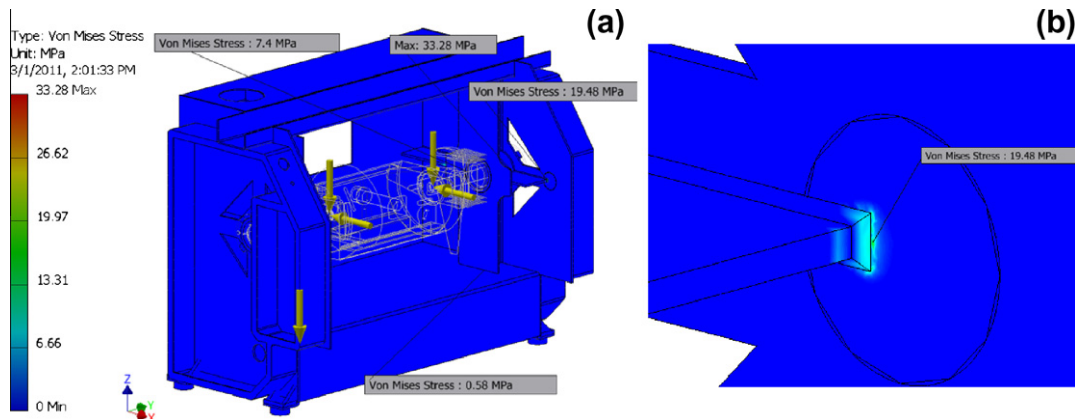 Type: Von Mises Stress
Unit: MPa
3/1/2011, 2:01:33 PM
33.28 Max
26.62
19.97
13.31
6.66
0 Min
Von Mises Stress : 7.4 MPa
Max: 33.28 MPa
(a)
Von Mises Stress : 19.48 MPa
Von Mises Stress : 0.58 MPa
Z
Y
X
(b)
Von Mises Stress : 19.48 MPa